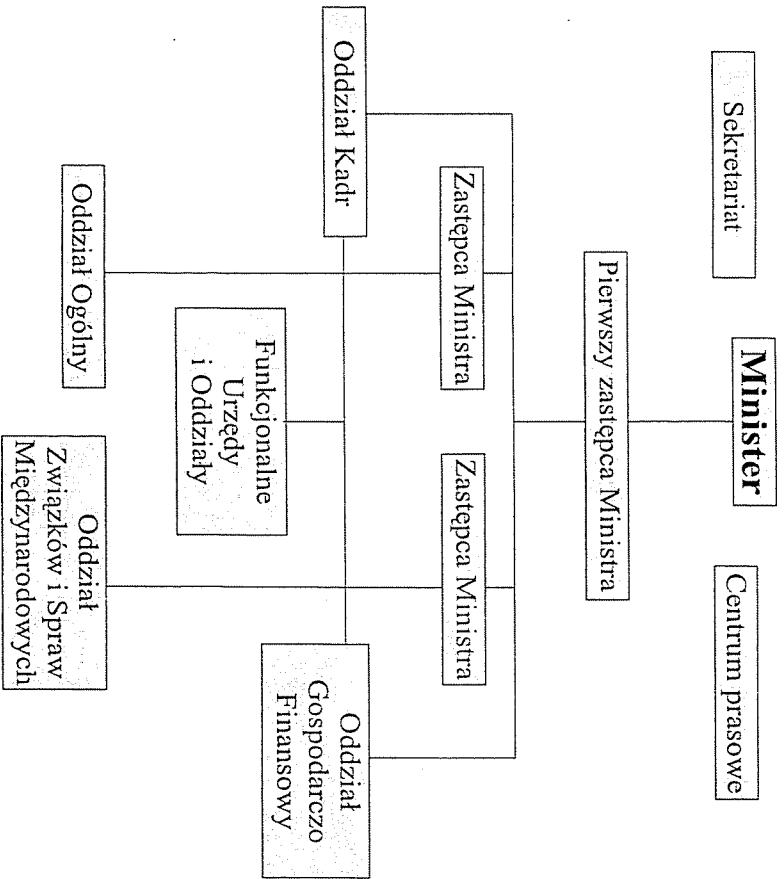 Sekretariat
Minister
Centrum prasowe
Pierwszy zastępca Ministra
Zastępca Ministra
Zastępca Ministra
Oddział Kadr
Oddział
Gospodarczo
Finansowy
Funkcjonalne
Urzędy
i Oddziały
Oddział Ogólny
Oddział
Związków i Spraw
Międzynarodowych